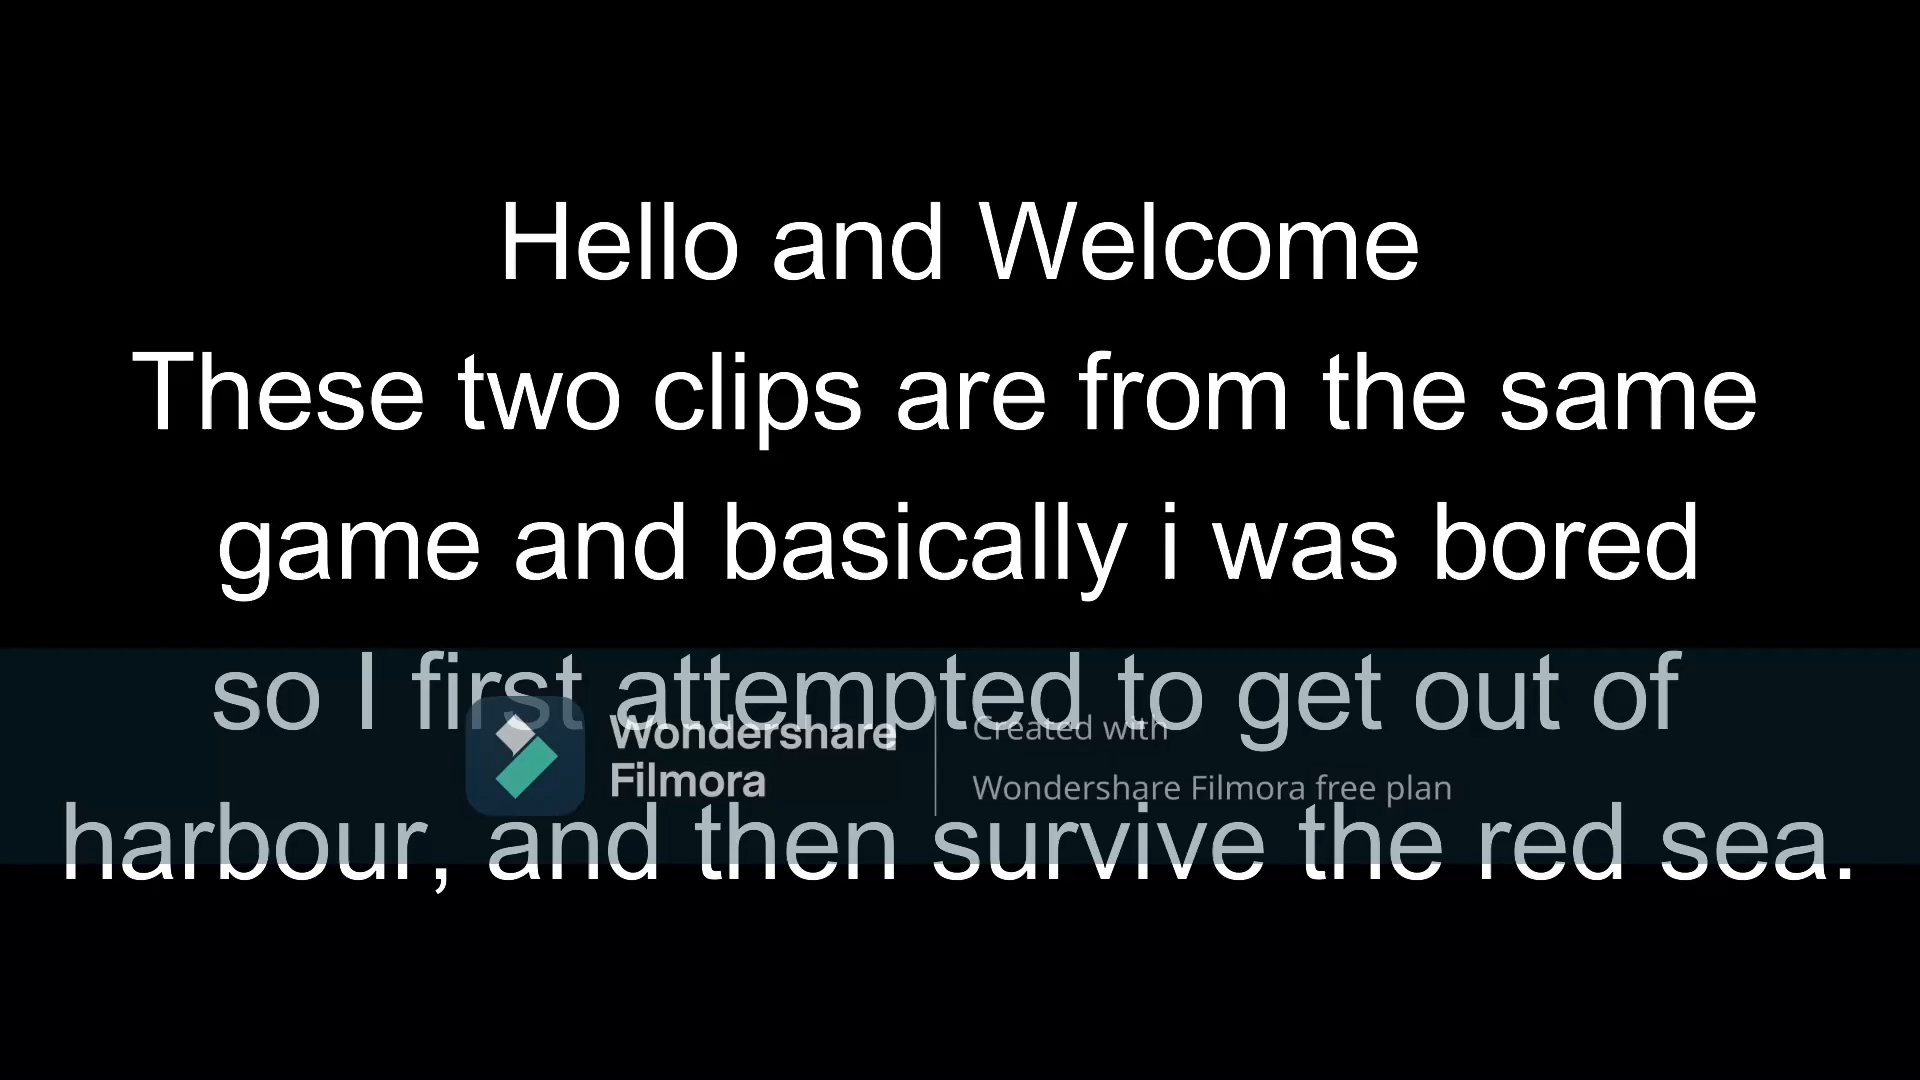 Hello and Welcome
These two clips are from the same
game and basically i was bored
so I first attempted to get out of
Wondershare
Filmora
Created with
Wondershare Filmora free plan
harbour, and then survive the red sea.